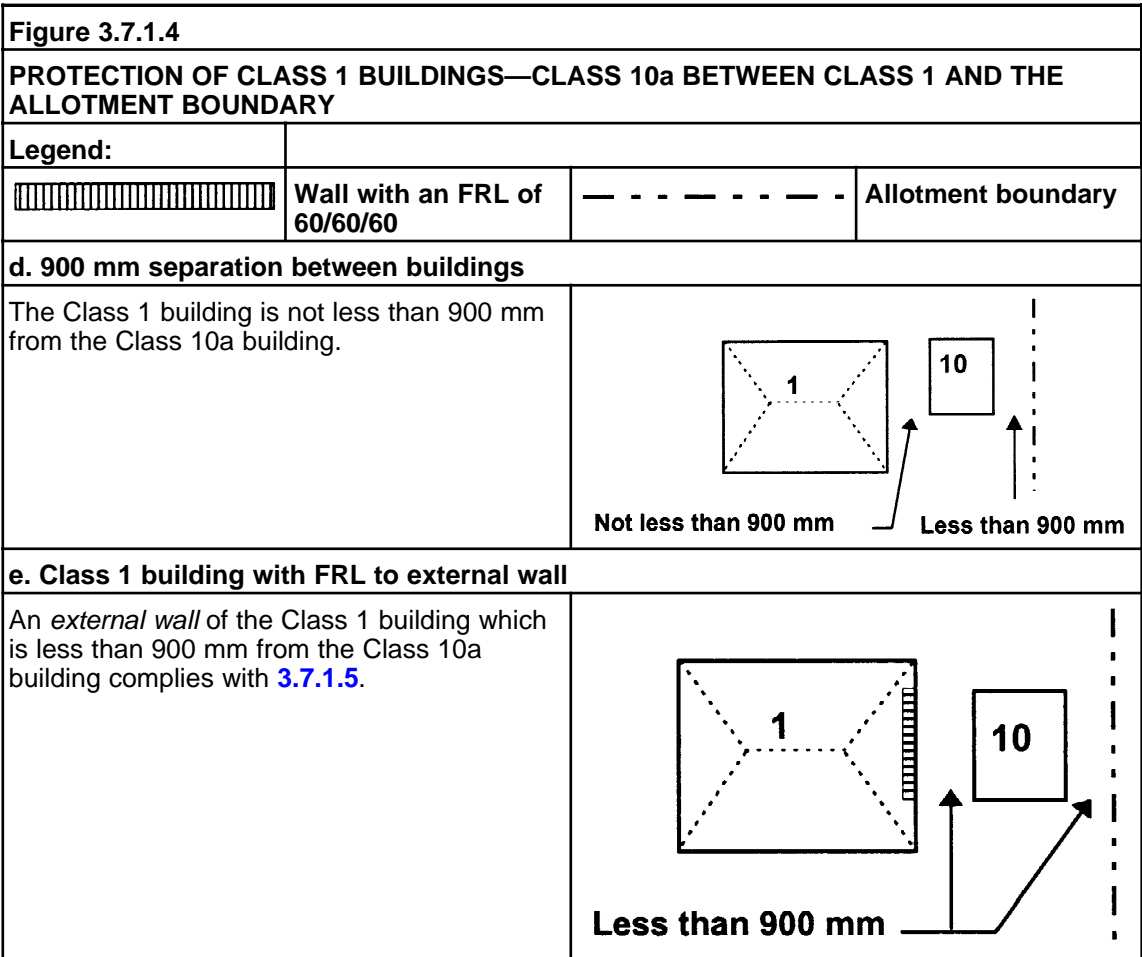 Figure 3.7.1.4
PROTECTION OF CLASS 1 BUILDINGS—CLASS 10a BETWEEN CLASS 1 AND THE
ALLOTMENT BOUNDARY
Legend:
Wall with an FRL of
60/60/60
Allotment boundary
d. 900 mm separation between buildings
The Class 1 building is not less than 900 mm
from the Class 10a building.
1
10
Not less than 900 mm
Less than 900 mm
e. Class 1 building with FRL to external wall
An external wall of the Class 1 building which
is less than 900 mm from the Class 10a
building complies with 3.7.1.5.
1
10
Less than 900 mm